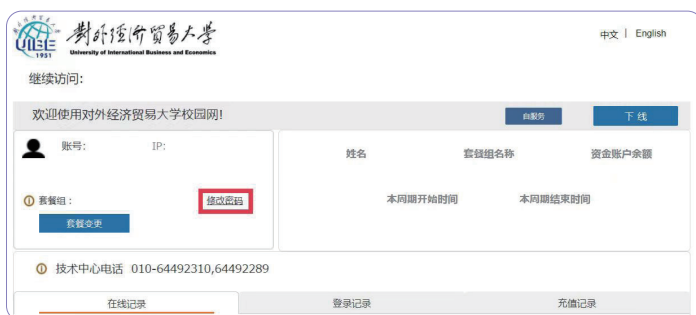 UIBE
1951
对外经济贸易大学
University of International Business and Economics
中文 | English
继续访问:
欢迎使用对外经济贸易大学校园网!
自服务
下线
账号:
IP:
姓名
套餐组名称
资金账户余额
套餐组:
修改密码
本周期开始时间
本周期结束时间
套餐变更
技术中心电话 010-64492310,64492289
在线记录
登录记录
充值记录